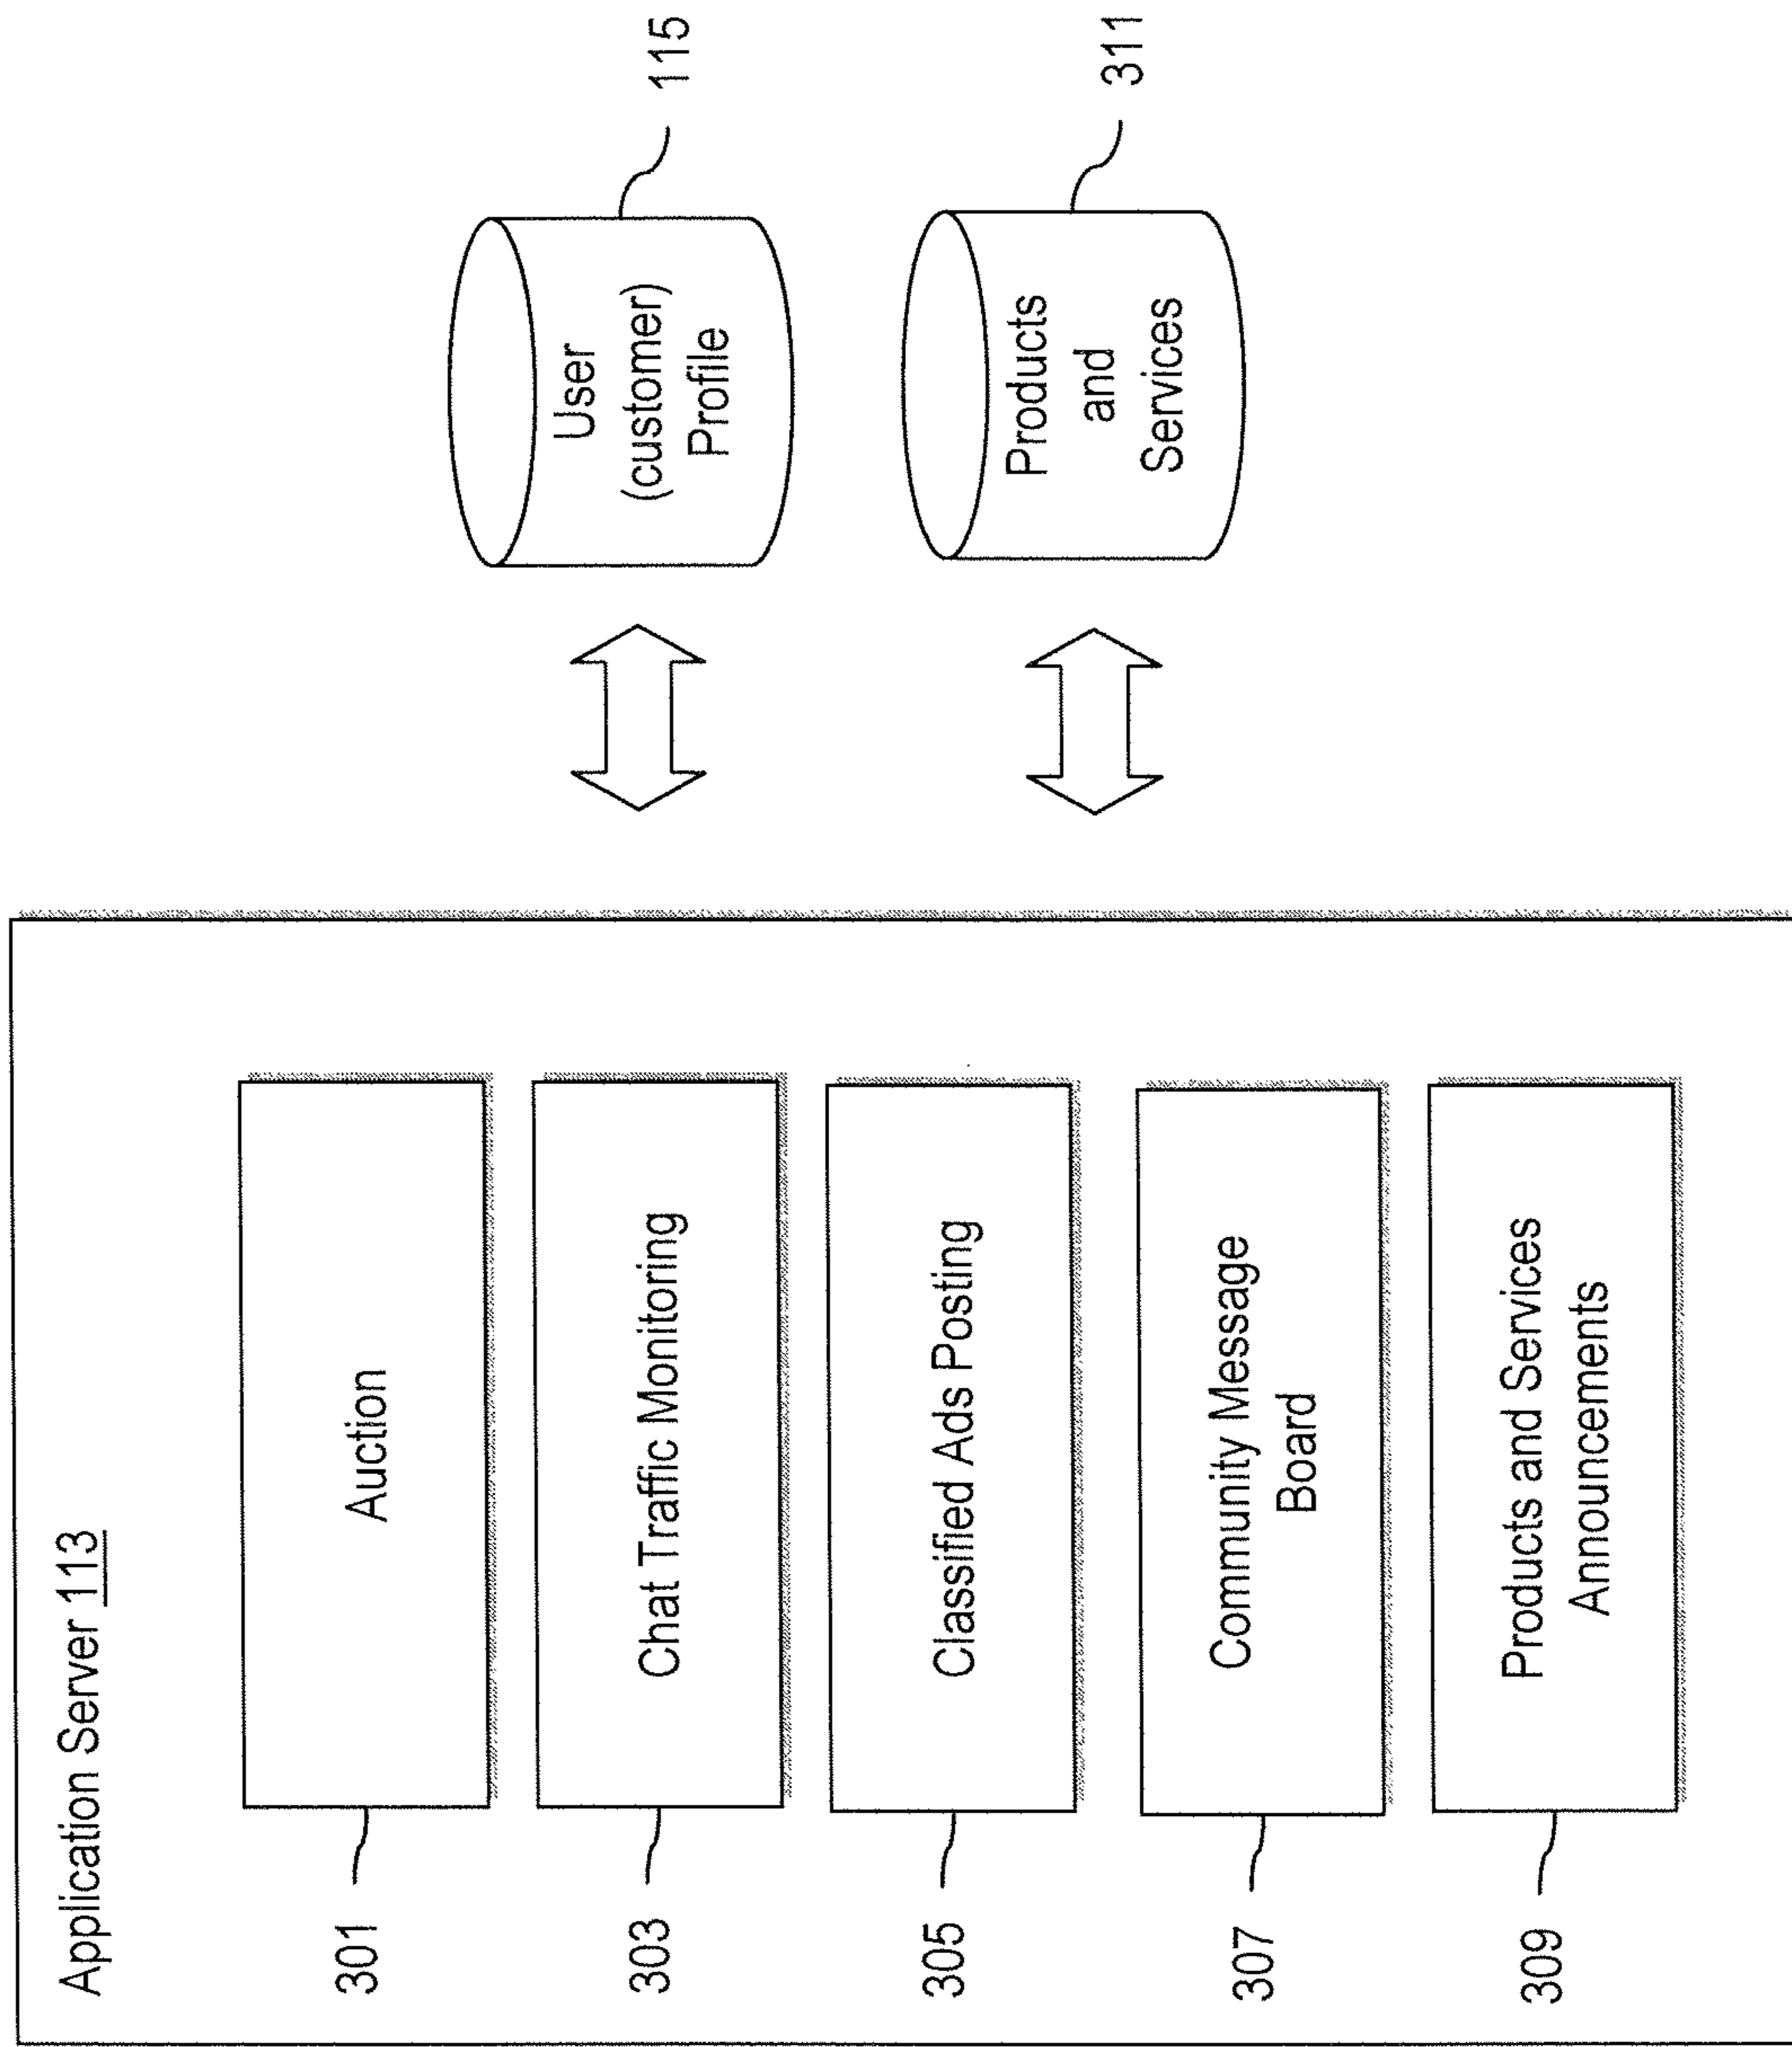 Application Server 113
301
Auction
303
Chat Traffic Monitoring
305
Classified Ads Posting
307
Community Message
Board
309
Products and Services
Announcements
User
(customer)
Profile
115
Products
and
Services
311